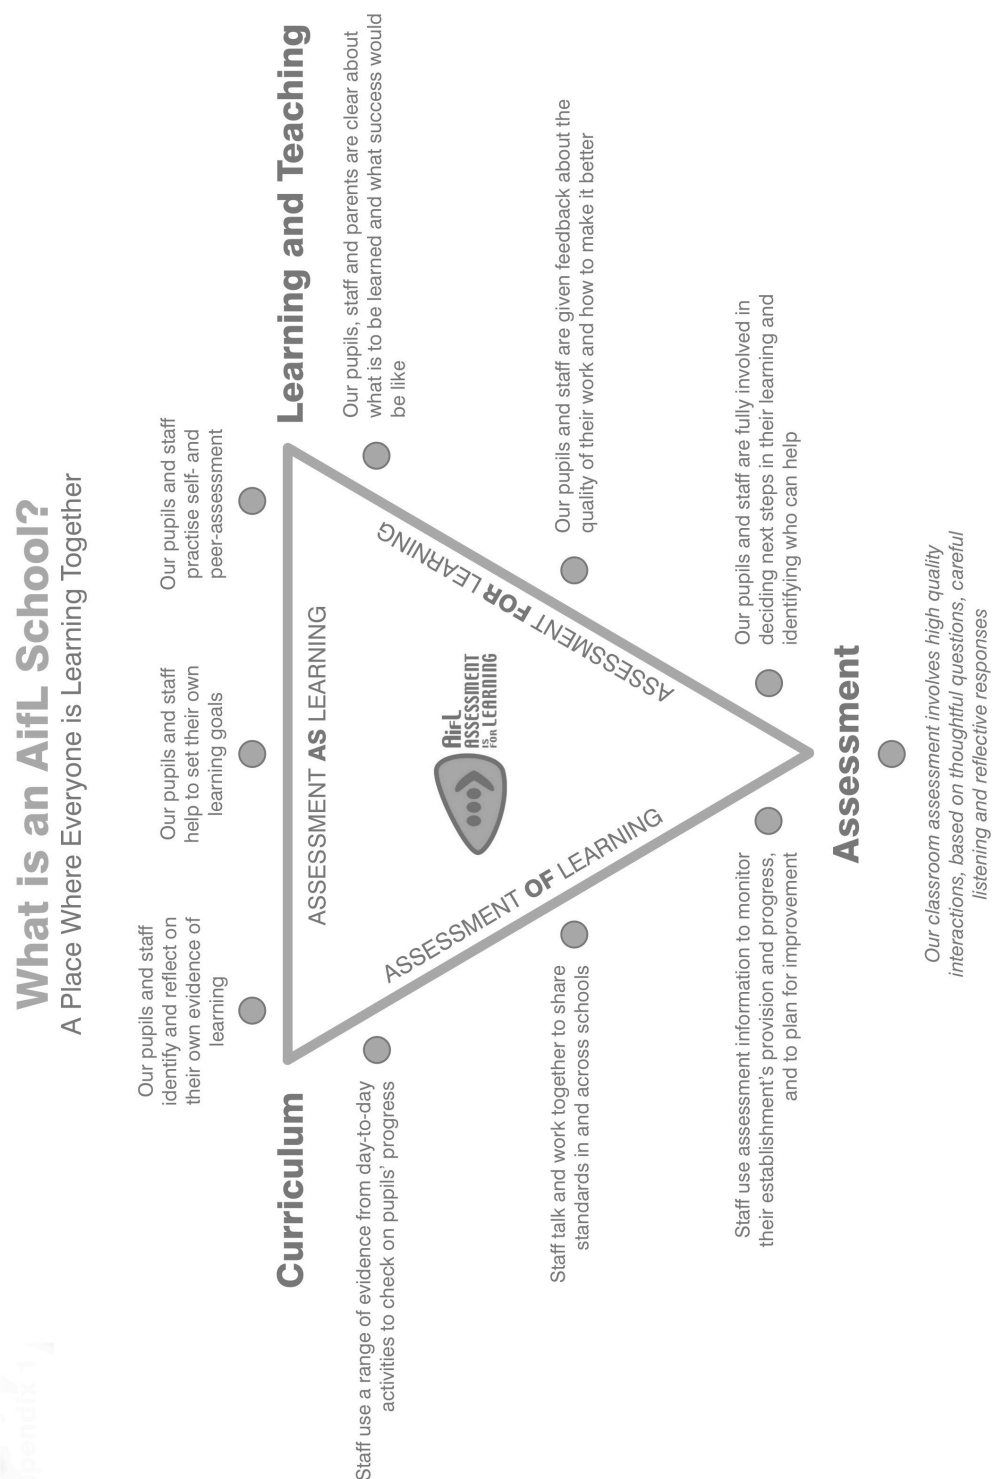 What is an AifL School?
A Place Where Everyone is Learning Together
Our pupils and staff
identify and reflect on
their own evidence of
learning
Our pupils and staff
help to set their own
learning goals
Our pupils and staff
practise self- and
peer-assessment
Curriculum
Learning and Teaching
ASSESSMENT AS LEARNING
Staff use a range of evidence from day-to-day
activities to check on pupils' progress
Our pupils, staff and parents are clear about
what is to be learned and what success would
be like
ASSESSMENT OF LEARNING
AifL
ASSESSMENT
IS
FOR LEARNING
ASSESSMENT FOR LEARNING
Staff talk and work together to share
standards in and across schools
Our pupils and staff are given feedback about the
quality of their work and how to make it better
Staff use assessment information to monitor
their establishment's provision and progress,
and to plan for improvement
Our pupils and staff are fully involved in
deciding next steps in their learning and
identifying who can help
Assessment
Our classroom assessment involves high quality
interactions, based on thoughtful questions, careful
listening and reflective responses